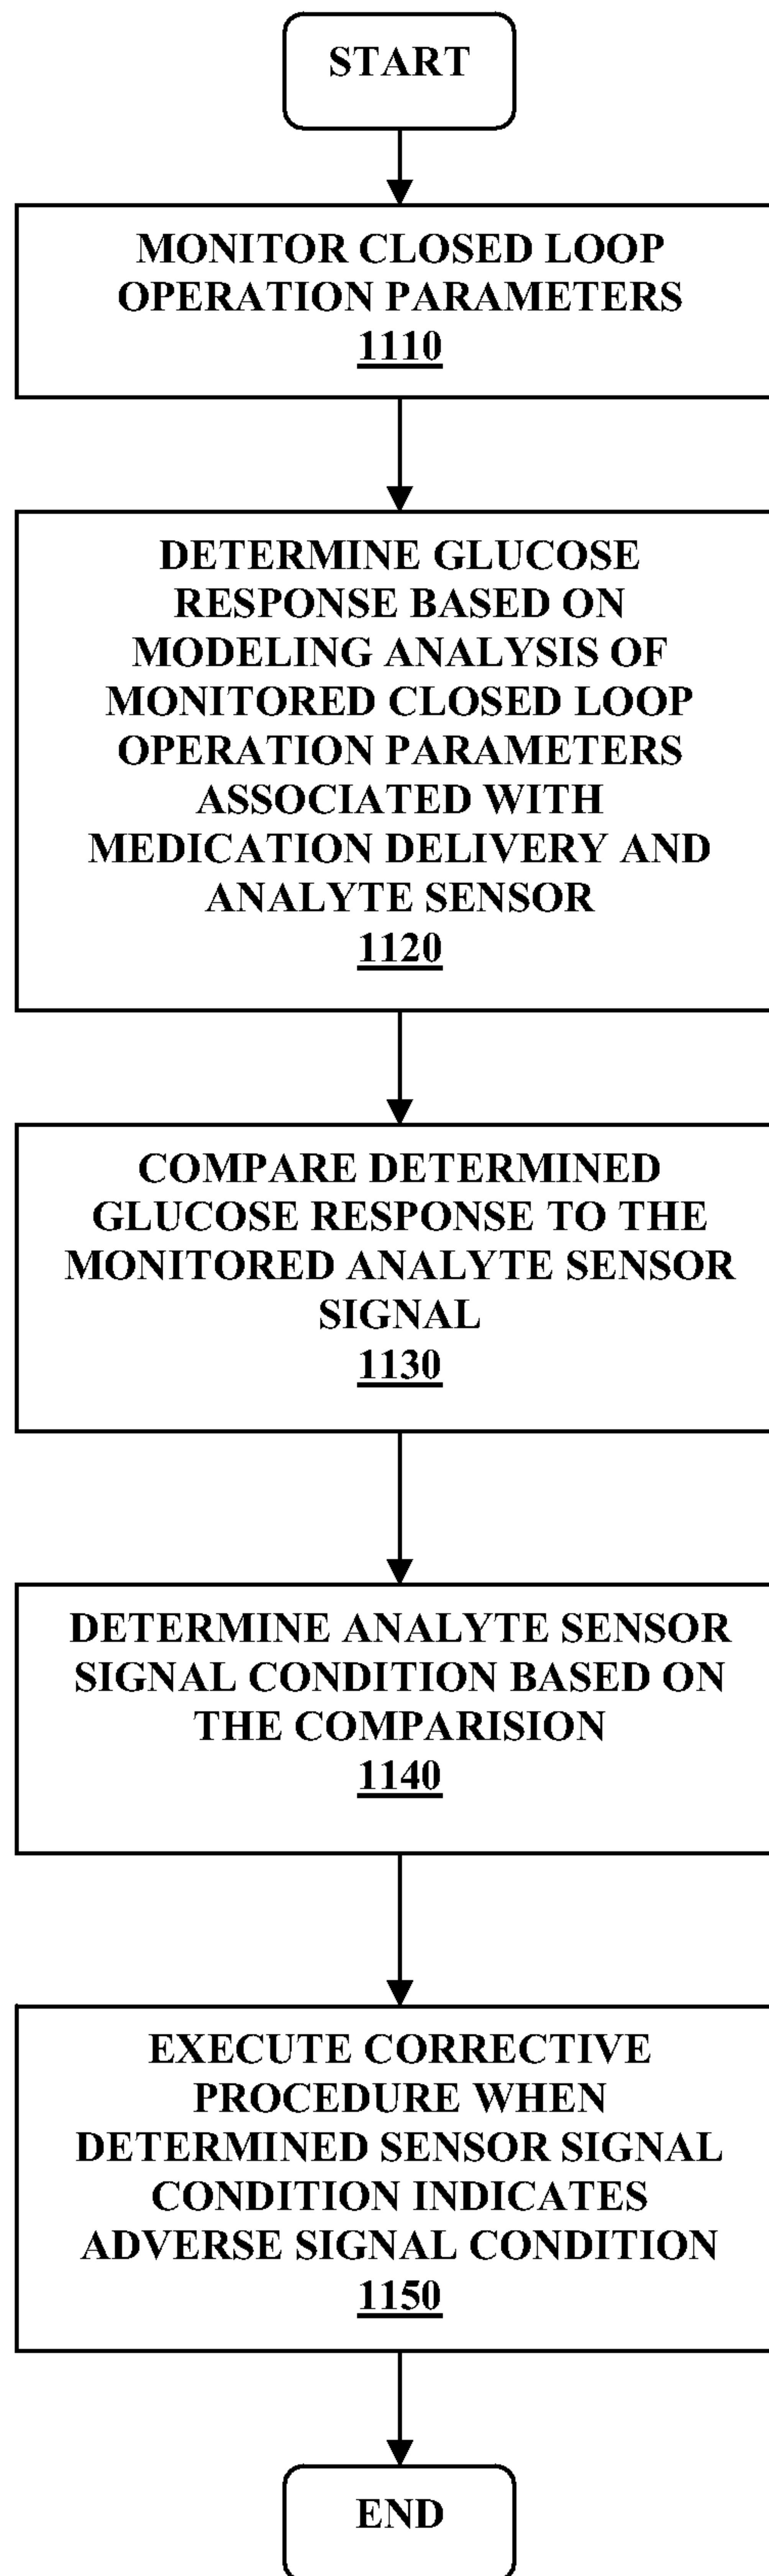 START
MONITOR CLOSED LOOP
OPERATION PARAMETERS
1110
DETERMINE GLUCOSE
RESPONSE BASED ON
MODELING ANALYSIS OF
MONITORED CLOSED LOOP
OPERATION PARAMETERS
ASSOCIATED WITH
MEDICATION DELIVERY AND
ANALYTE SENSOR
1120
COMPARE DETERMINED
GLUCOSE RESPONSE TO THE
MONITORED ANALYTE SENSOR
SIGNAL
1130
DETERMINE ANALYTE SENSOR
SIGNAL CONDITION BASED ON
THE COMPARISION
1140
EXECUTE CORRECTIVE
PROCEDURE WHEN
DETERMINED SENSOR SIGNAL
CONDITION INDICATES
ADVERSE SIGNAL CONDITION
1150
END